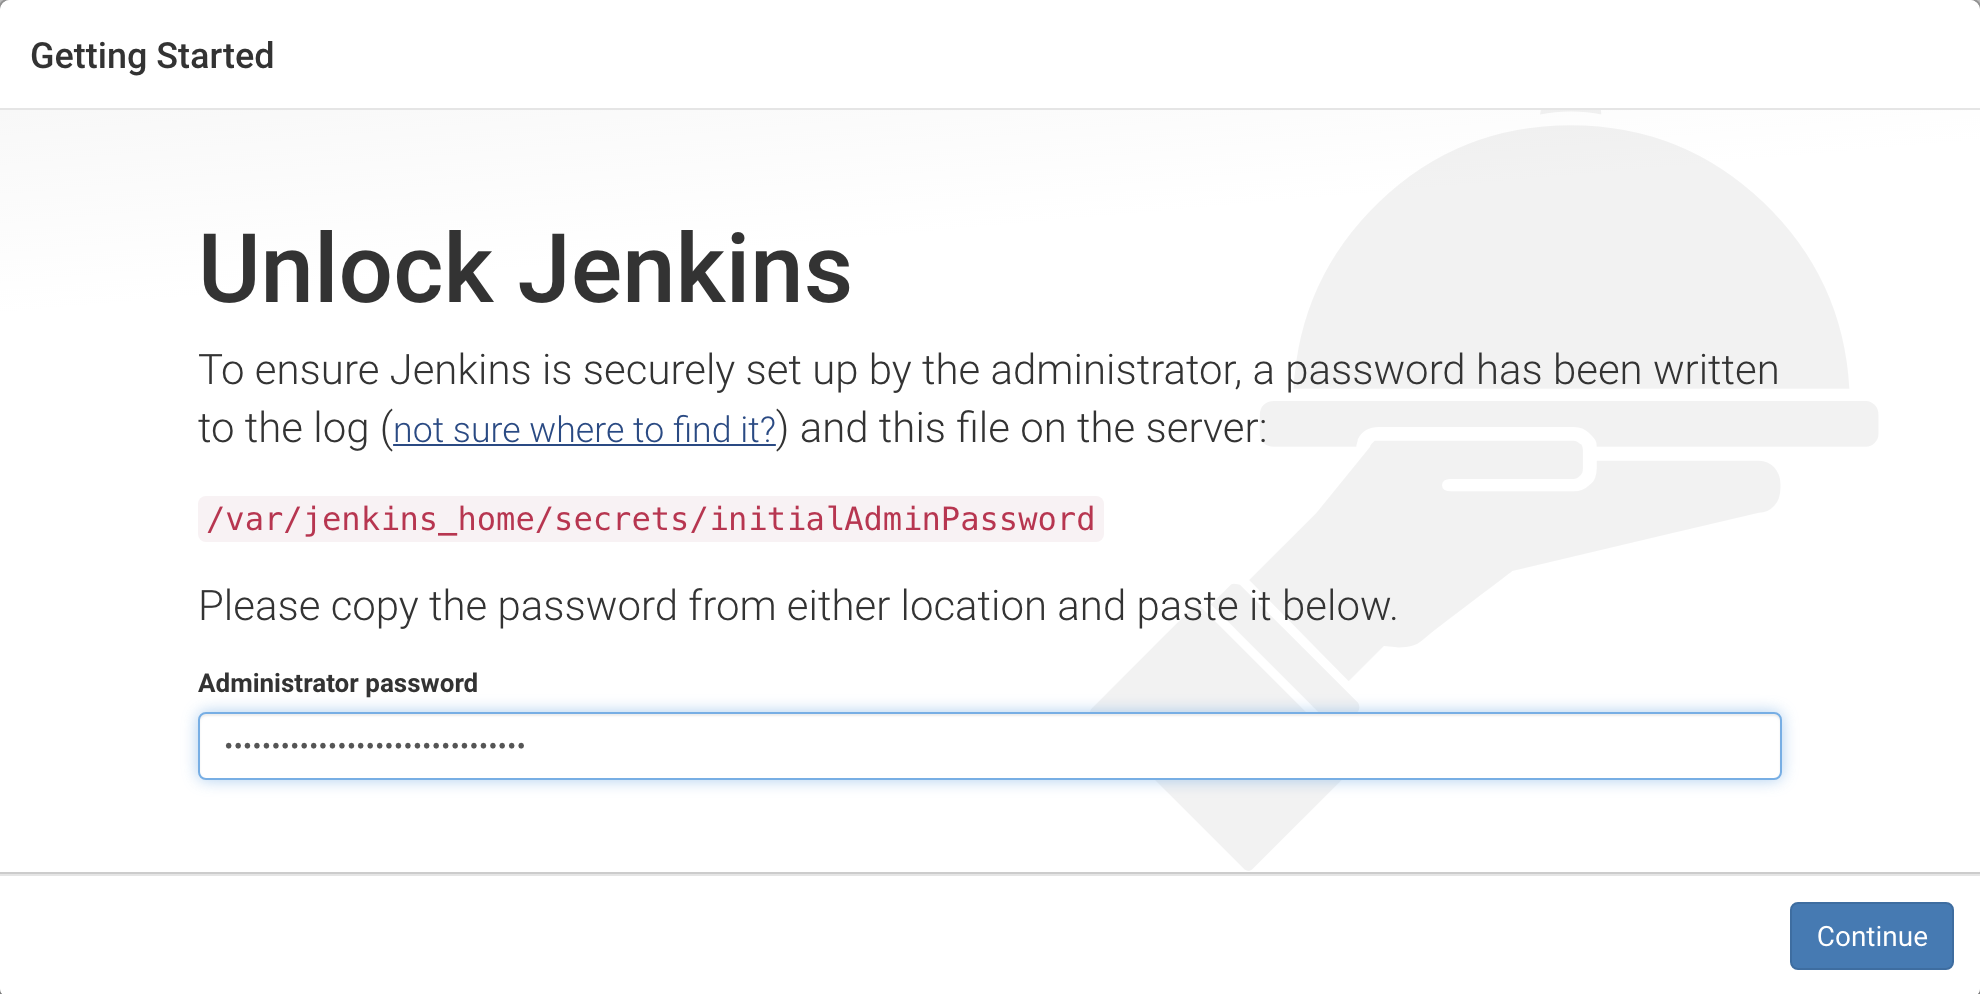 Getting Started
Unlock Jenkins
To ensure Jenkins is securely set up by the administrator, a password has been written
to the log (not sure where to find it?) and this file on the server:
/var/jenkins_home/secrets/initialAdminPassword
Please copy the password from either location and paste it below.
Administrator password
••••••••••••••••••••••••••••••••
Continue